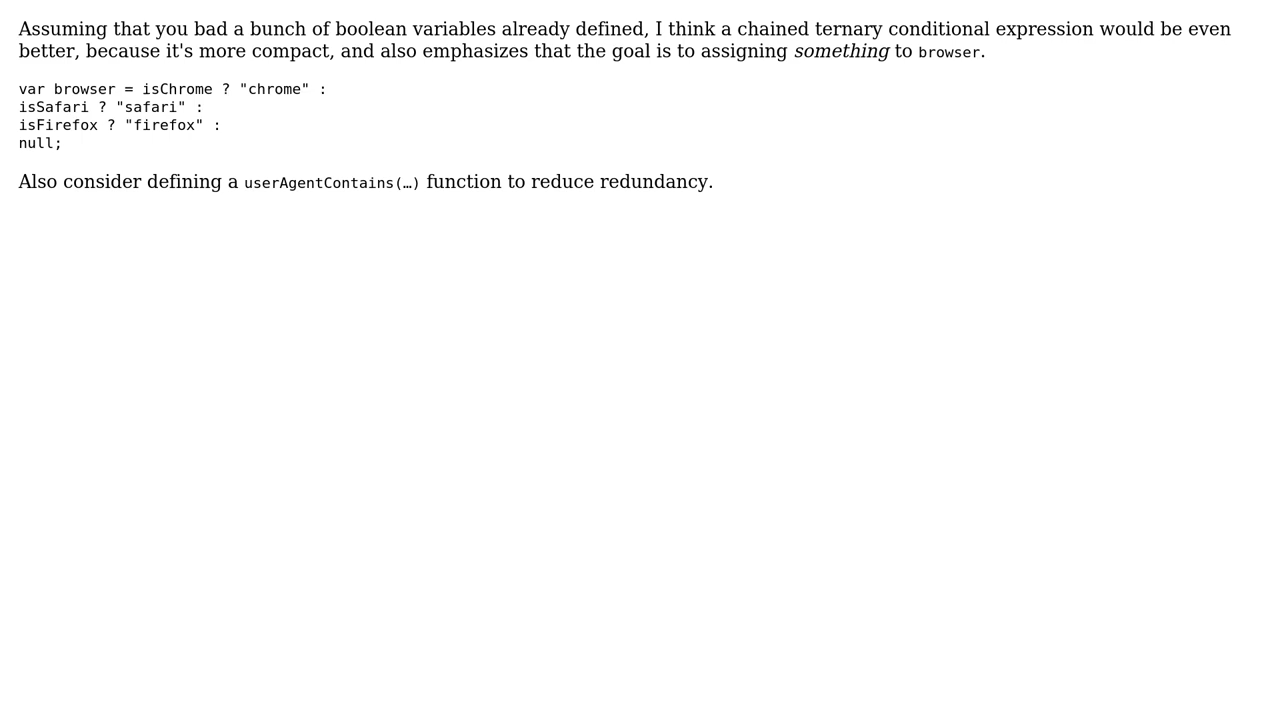 Assuming that you bad a bunch of boolean variables already defined, I think a chained ternary conditional expression would be even
better, because it's more compact, and also emphasizes that the goal is to assigning something to browser.
var browser = isChrome ? "chrome" :
isSafari ? "safari" :
isFirefox ? "firefox" :
null;
Also consider defining a userAgentContains(…) function to reduce redundancy.